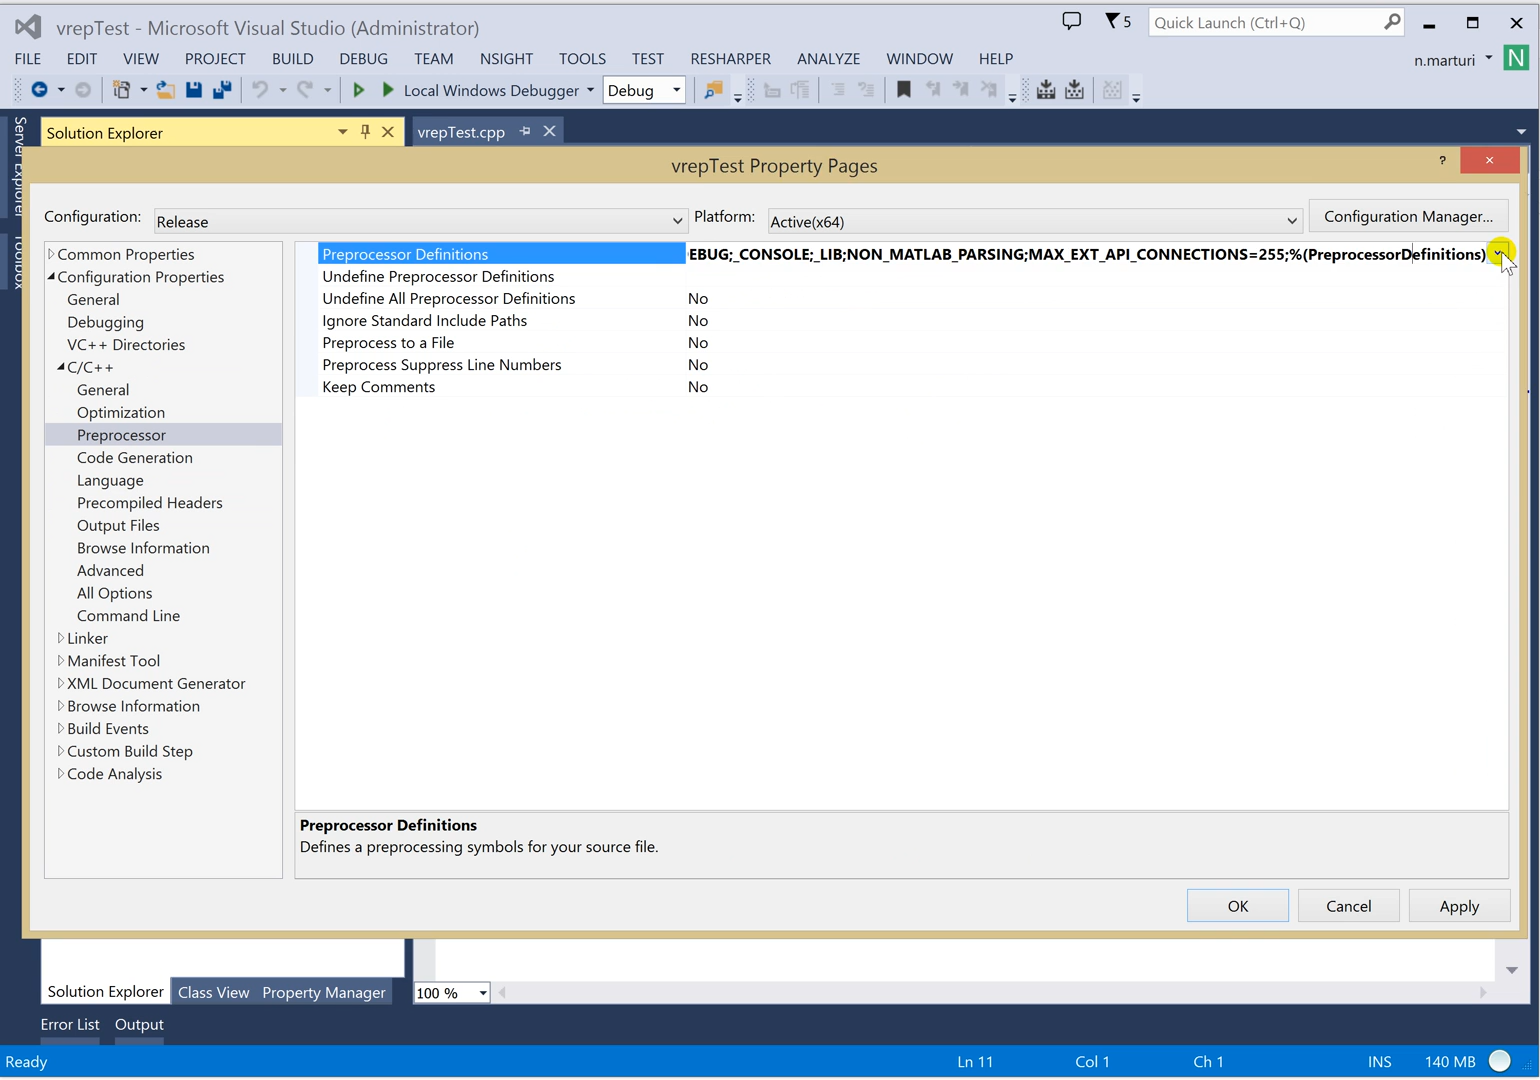 vrepTest - Microsoft Visual Studio (Administrator)
5
Quick Launch (Ctrl+Q)
FILE EDIT VIEW PROJECT BUILD DEBUG TEAM NSIGHT TOOLS TEST RESHARPER ANALYZE WINDOW HELP
n.marturi
N
Local Windows Debugger
Debug
Server Explorer
Toolbox
Solution Explorer
vrepTest.cpp
vrepTest Property Pages
?
Configuration:
Release
Platform:
Active(x64)
Configuration Manager...
Common Properties
Configuration Properties
General
Debugging
VC++ Directories
C/C++
General
Optimization
Preprocessor
Code Generation
Language
Precompiled Headers
Output Files
Browse Information
Advanced
All Options
Command Line
Linker
Manifest Tool
XML Document Generator
Browse Information
Build Events
Custom Build Step
Code Analysis
Preprocessor Definitions EBUG;_CONSOLE;_LIB;NON_MATLAB_PARSING;MAX_EXT_API_CONNECTIONS=255;%(PreprocessorDefinitions)
Undefine Preprocessor Definitions
Undefine All Preprocessor Definitions No
Ignore Standard Include Paths No
Preprocess to a File No
Preprocess Suppress Line Numbers No
Keep Comments No
Preprocessor Definitions
Defines a preprocessing symbols for your source file.
OK Cancel Apply
Solution Explorer Class View Property Manager
100 %
Error List Output
Ready
Ln 11 Col 1 Ch 1 INS 140 MB